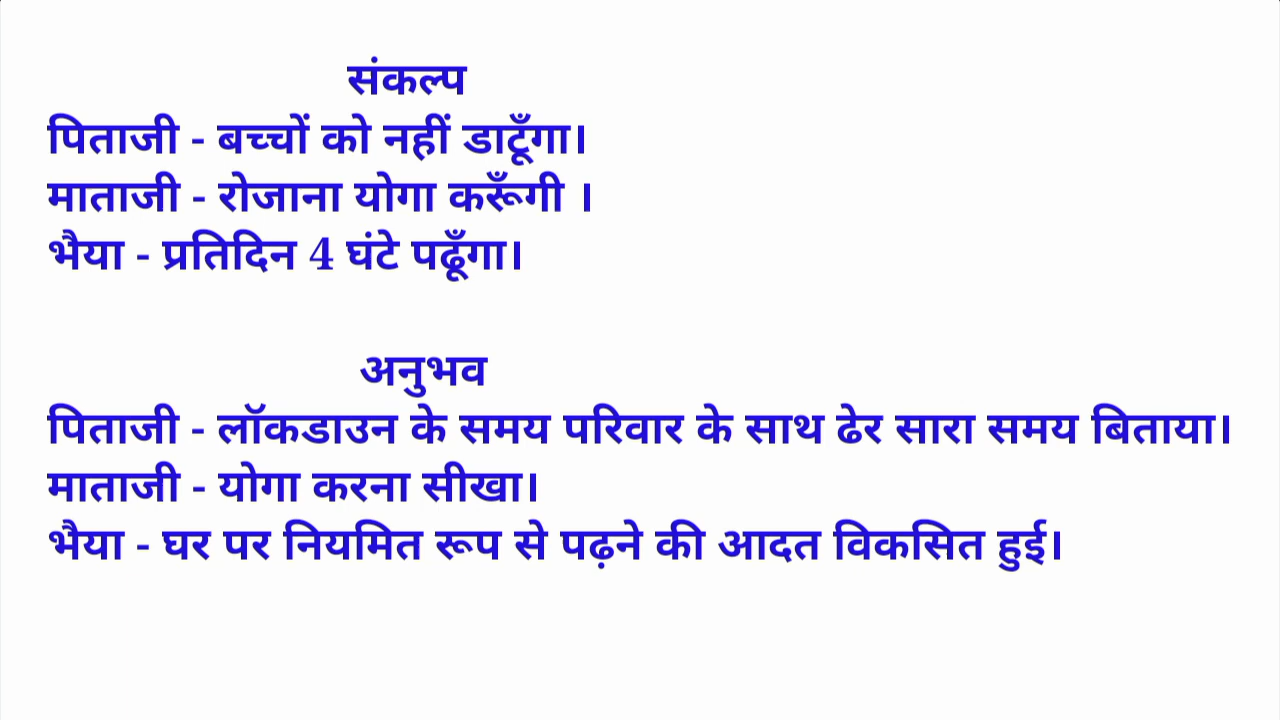 संकल्प
पिताजी - बच्चों को नहीं डाटूँगा।
माताजी - रोजाना योगा करूँगी ।
भैया - प्रतिदिन 4 घंटे पढूँगा।
अनुभव
पिताजी - लॉकडाउन के समय परिवार के साथ ढेर सारा समय बिताया।
माताजी - योगा करना सीखा।
भैया - घर पर नियमित रूप से पढ़ने की आदत विकसित हुई।